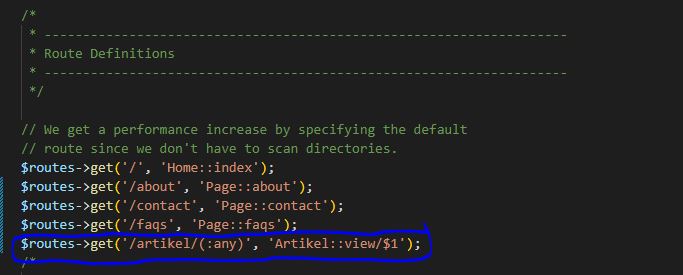 /*
* --------------------------------------------------------------------
* Route Definitions
* --------------------------------------------------------------------
*/
// We get a performance increase by specifying the default
// route since we don't have to scan directories.
$routes->get('/', 'Home::index');
$routes->get('/about', 'Page::about');
$routes->get('/contact', 'Page::contact');
$routes->get('/faqs', 'Page::faqs');
$routes->get('/artikel/(:any)', 'Artikel::view/$1');
/*